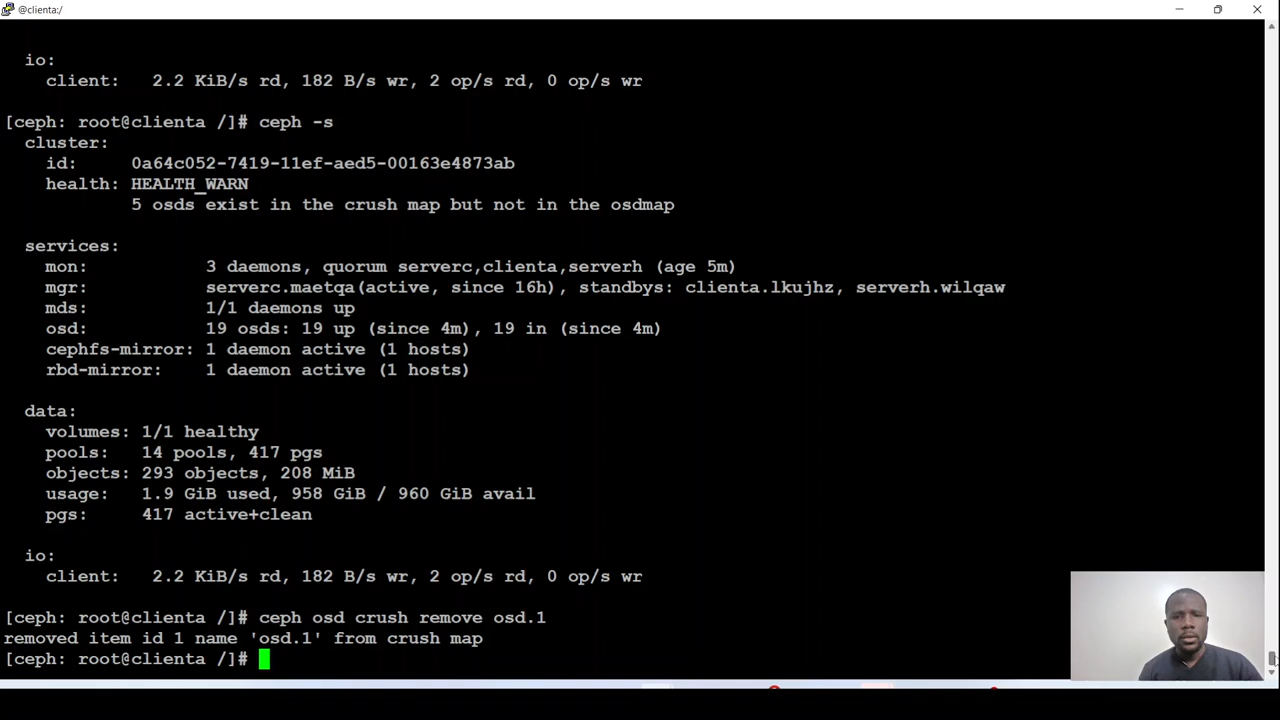 @clienta:/
io:
client: 2.2 KiB/s rd, 182 B/s wr, 2 op/s rd, 0 op/s wr
[ceph: root@clienta /]# ceph -s
cluster:
id: 0a64c052-7419-11ef-aed5-00163e4873ab
health: HEALTH_WARN
5 osds exist in the crush map but not in the osdmap
services:
mon: 3 daemons, quorum serverc,clienta,serverh (age 5m)
mgr: serverc.maetqa(active, since 16h), standbys: clienta.lkujhz, serverh.wilqaw
mds: 1/1 daemons up
osd: 19 osds: 19 up (since 4m), 19 in (since 4m)
cephfs-mirror: 1 daemon active (1 hosts)
rbd-mirror: 1 daemon active (1 hosts)
data:
volumes: 1/1 healthy
pools: 14 pools, 417 pgs
objects: 293 objects, 208 MiB
usage: 1.9 GiB used, 958 GiB / 960 GiB avail
pgs: 417 active+clean
io:
client: 2.2 KiB/s rd, 182 B/s wr, 2 op/s rd, 0 op/s wr
[ceph: root@clienta /]# ceph osd crush remove osd.1
removed item id 1 name 'osd.1' from crush map
[ceph: root@clienta /]#